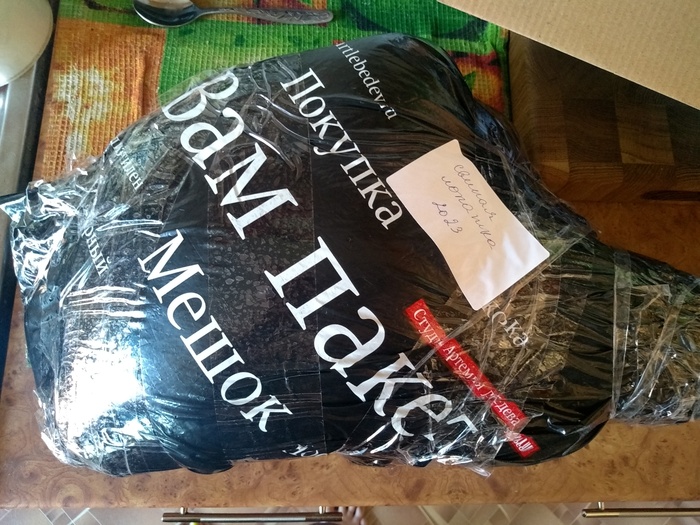 artlebedev.ru
Покупка
Вам пакет
Мешок
Свиная
лопатка
2023
Студия Артемия Лебедева